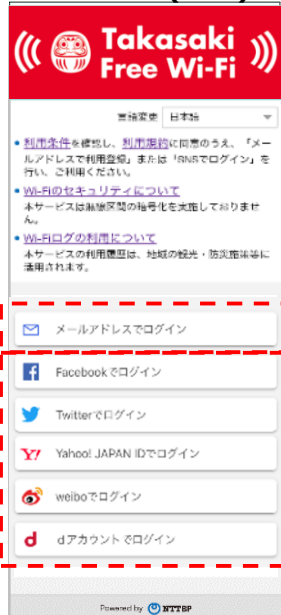 Takasaki
Free Wi-Fi
言語変更 日本語
利用条件を確認し、利用規約に同意のうえ、「メー
ルアドレスで利用登録」または「SNSでログイン」を
行い、ご利用ください。
Wi-Fiのセキュリティについて
本サービスは無線区間の暗号化を実施しておりませ
ん。
Wi-Fiログの利用について
本サービスの利用履歴は、地域の観光・防災施策等に
活用されます。
メールアドレスでログイン
Facebookでログイン
Twitterでログイン
Y! Yahoo! JAPAN IDでログイン
weiboでログイン
d dアカウントでログイン
Powered by NTTBP